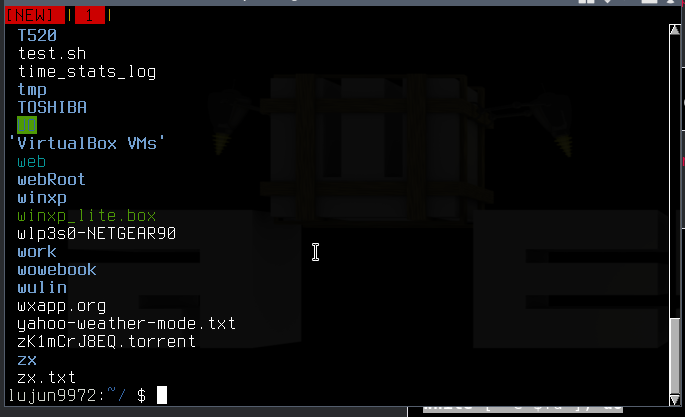 [NEW] | 1 |
T520
test.sh
time_stats_log
tmp
TOSHIBA
'VirtualBox VMs'
web
webRoot
winxp
winxp_lite.box
wlp3s0-NETGEAR90
work
wowebook
wulin
wxapp.org
yahoo-weather-mode.txt
zK1mCrJ8EQ.torrent
zx
zx.txt
lujun9972:~/ $